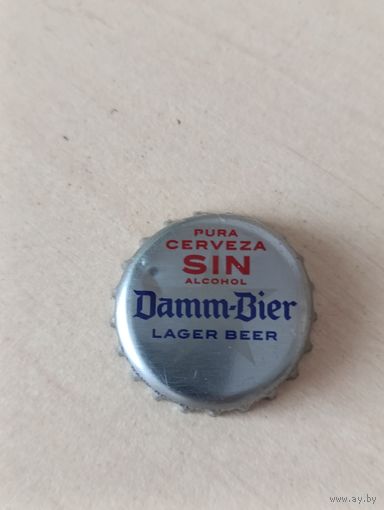 PURA
CERVEZA
SIN
ALCOHOL
Damm-Bier
LAGER BEER
www.ay.by